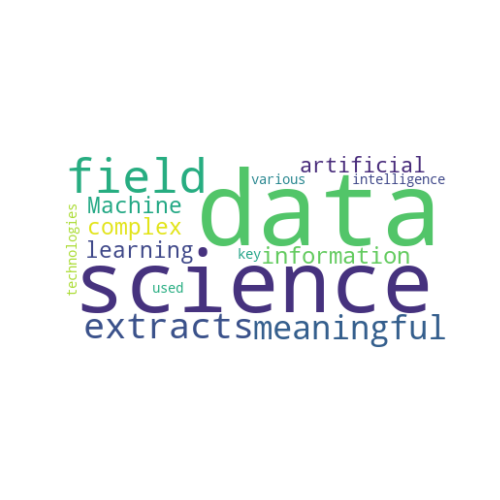 field
data
artificial
various
intelligence
Machine
technologies
complex
learning
key
information
science
used
extracts
meaningful